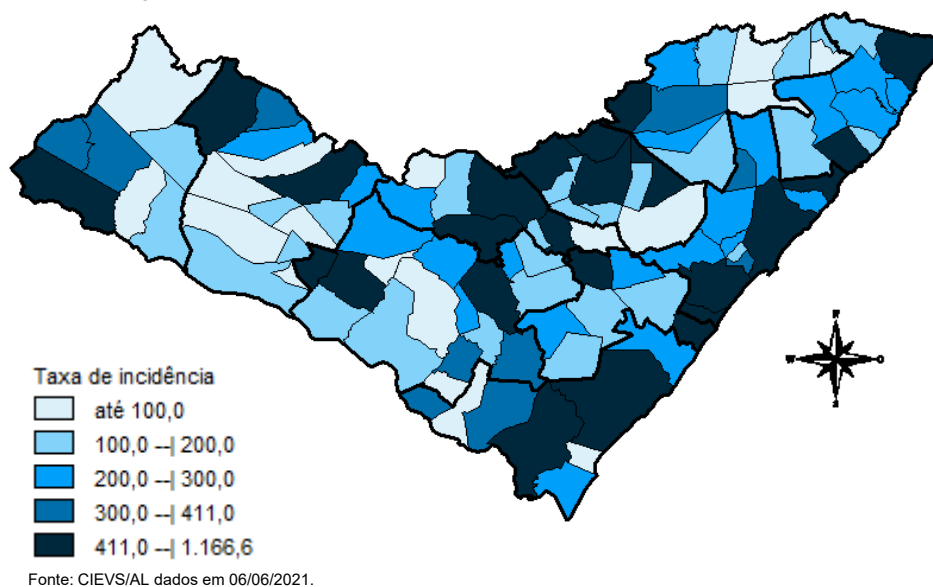 Taxa de incidência
até 100,0
100,0 --| 200,0
200,0 --| 300,0
300,0 --| 411,0
411,0 --| 1.166,6
Fonte: CIEVS/AL dados em 06/06/2021.